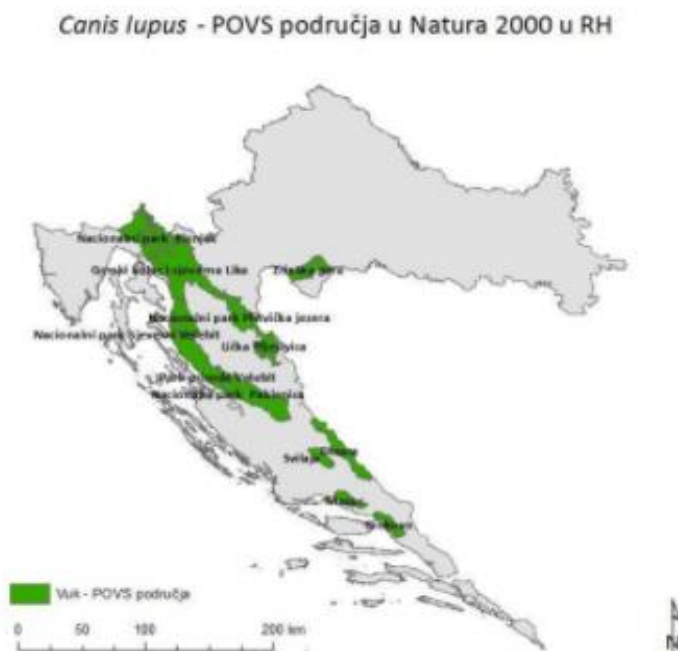 Canis lupus - POVS područja u Natura 2000 u RH
Nacionalni park Risnjak
Gorski kotar i sjeverna Lika
Zrinska gora
Nacionalni park Plitvička jezera
Nacionalni park Sjeverni Velebit
Lička Plješivica
Park prirode Velebit
Nacionalni park Paklenica
Svilaja
Dinara
Vuk - POVS područja
0 50 100 200 km
N